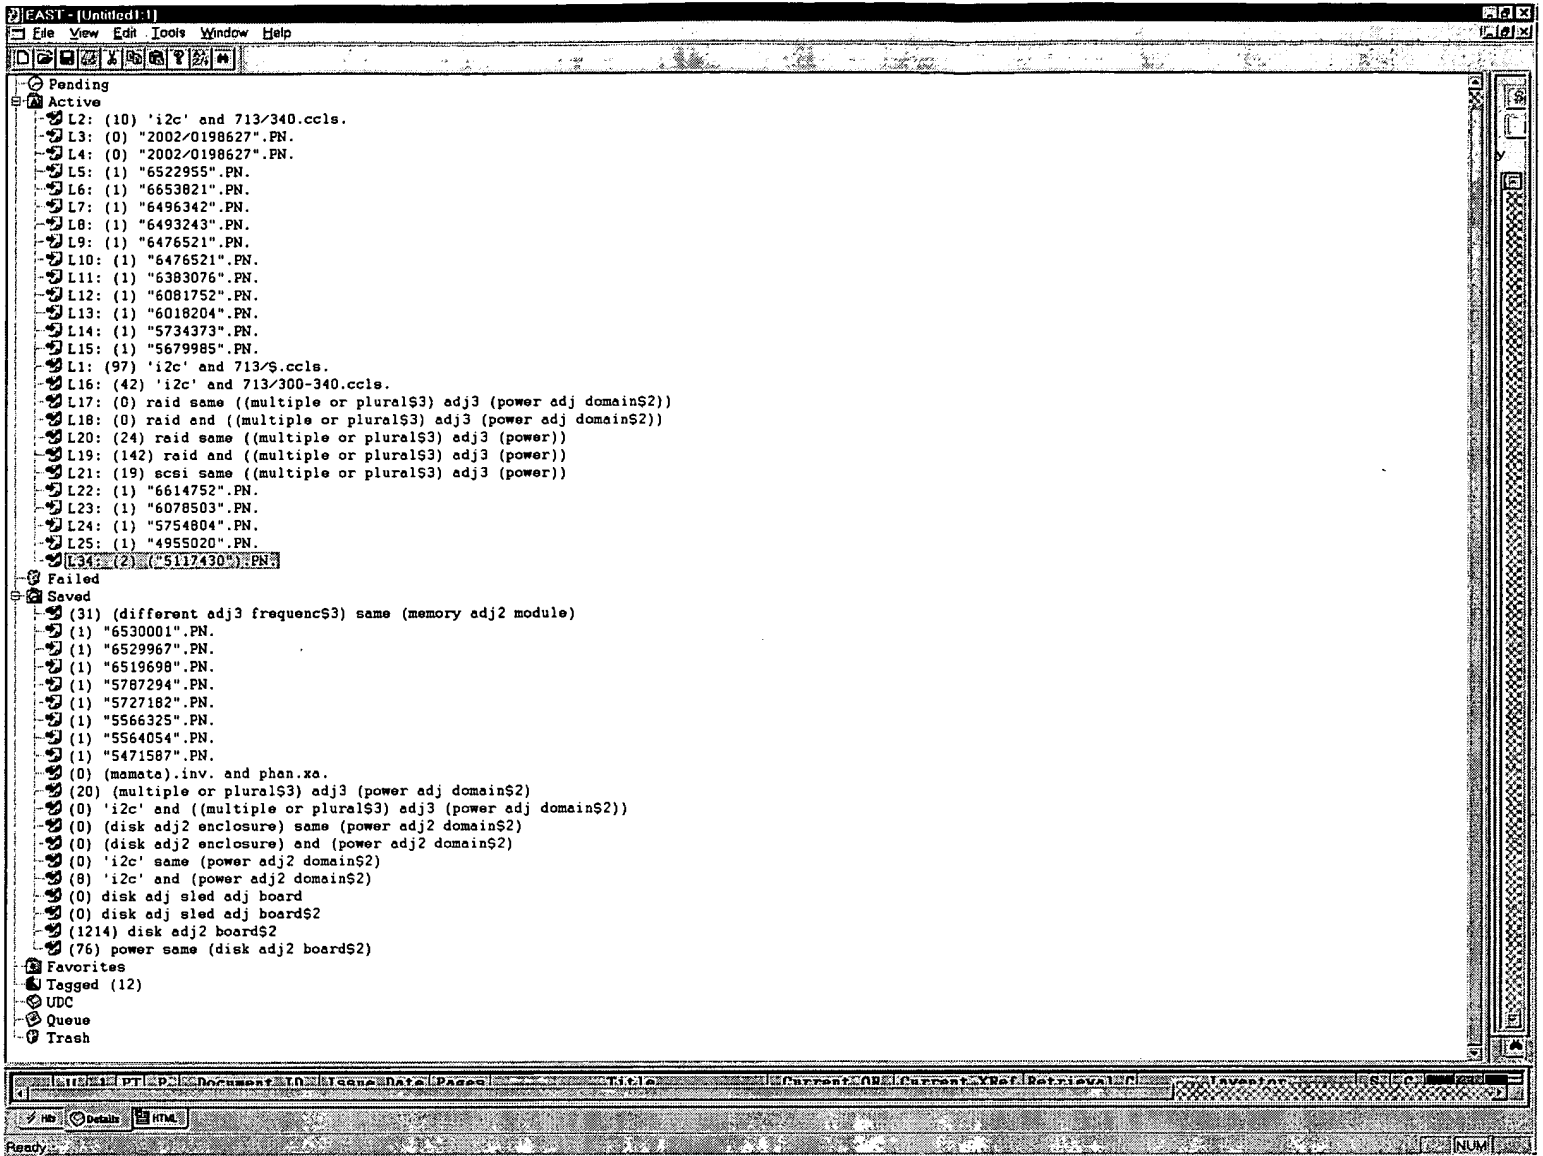 EAST - [Untitled1:1]
File View Edit Tools Window Help
Pending
Active
L2: (10) 'i2c' and 713/340.ccls.
L3: (0) "2002/0198627".PN.
L4: (0) "2002/0198627".PN.
L5: (1) "6522955".PN.
L6: (1) "6653821".PN.
L7: (1) "6496342".PN.
L8: (1) "6493243".PN.
L9: (1) "6476521".PN.
L10: (1) "6476521".PN.
L11: (1) "6383076".PN.
L12: (1) "6081752".PN.
L13: (1) "6018204".PN.
L14: (1) "5734373".PN.
L15: (1) "5679985".PN.
L1: (97) 'i2c' and 713/$.ccls.
L16: (42) 'i2c' and 713/300-340.ccls.
L17: (0) raid same ((multiple or plural$3) adj3 (power adj domain$2))
L18: (0) raid and ((multiple or plural$3) adj3 (power adj domain$2))
L20: (24) raid same ((multiple or plural$3) adj3 (power))
L19: (142) raid and ((multiple or plural$3) adj3 (power))
L21: (19) scsi same ((multiple or plural$3) adj3 (power))
L22: (1) "6614752".PN.
L23: (1) "6078503".PN.
L24: (1) "5754804".PN.
L25: (1) "4955020".PN.
L34: (2) ("5117430").PN.
Failed
Saved
(31) (different adj3 frequenc$3) same (memory adj2 module)
(1) "6530001".PN.
(1) "6529967".PN.
(1) "6519698".PN.
(1) "5787294".PN.
(1) "5727182".PN.
(1) "5566325".PN.
(1) "5564054".PN.
(1) "5471587".PN.
(0) (mamata).inv. and phan.xa.
(20) (multiple or plural$3) adj3 (power adj domain$2)
(0) 'i2c' and ((multiple or plural$3) adj3 (power adj domain$2))
(0) (disk adj2 enclosure) same (power adj2 domain$2)
(0) (disk adj2 enclosure) and (power adj2 domain$2)
(0) 'i2c' same (power adj2 domain$2)
(8) 'i2c' and (power adj2 domain$2)
(0) disk adj sled adj board
(0) disk adj sled adj board$2
(1214) disk adj2 board$2
(76) power same (disk adj2 board$2)
Favorites
Tagged (12)
UDC
Queue
Trash
PT Document ID Issue Date Pages Title Current OR Current XRef Retrieval C Inventor
Hits Details HTML
Ready NUM